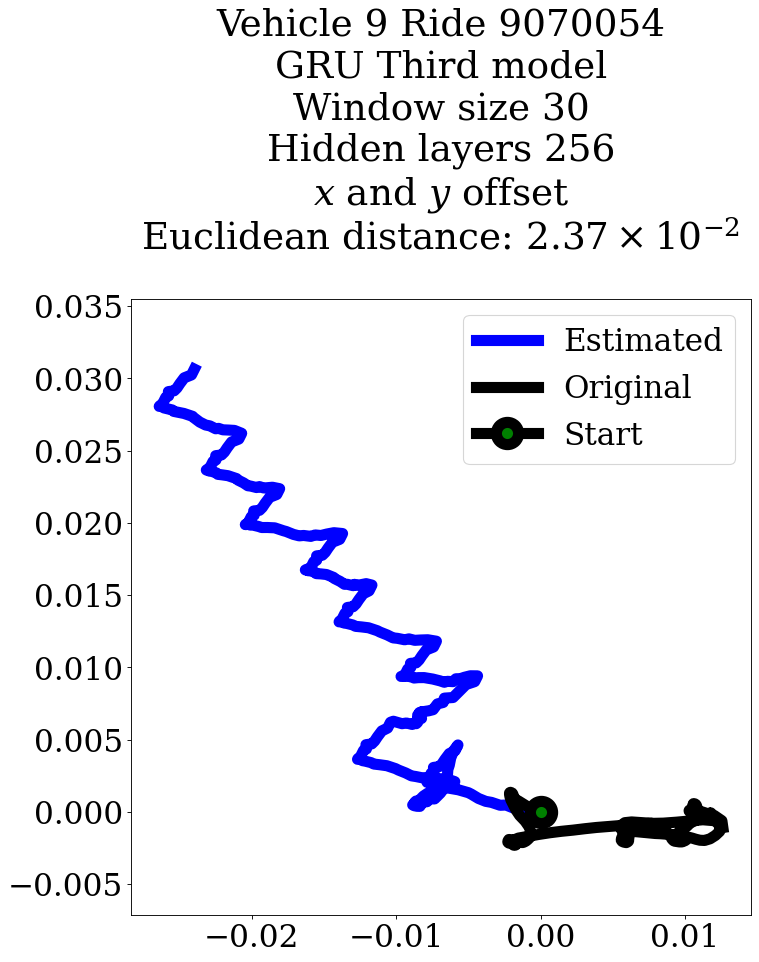 Vehicle 9 Ride 9070054
GRU Third model
Window size 30
Hidden layers 256
x and y offset
Euclidean distance: 2.37 × 10⁻²
0.035
0.030
0.025
0.020
0.015
0.010
0.005
0.000
−0.005
Estimated
Original
Start
−0.02
−0.01
0.00
0.01